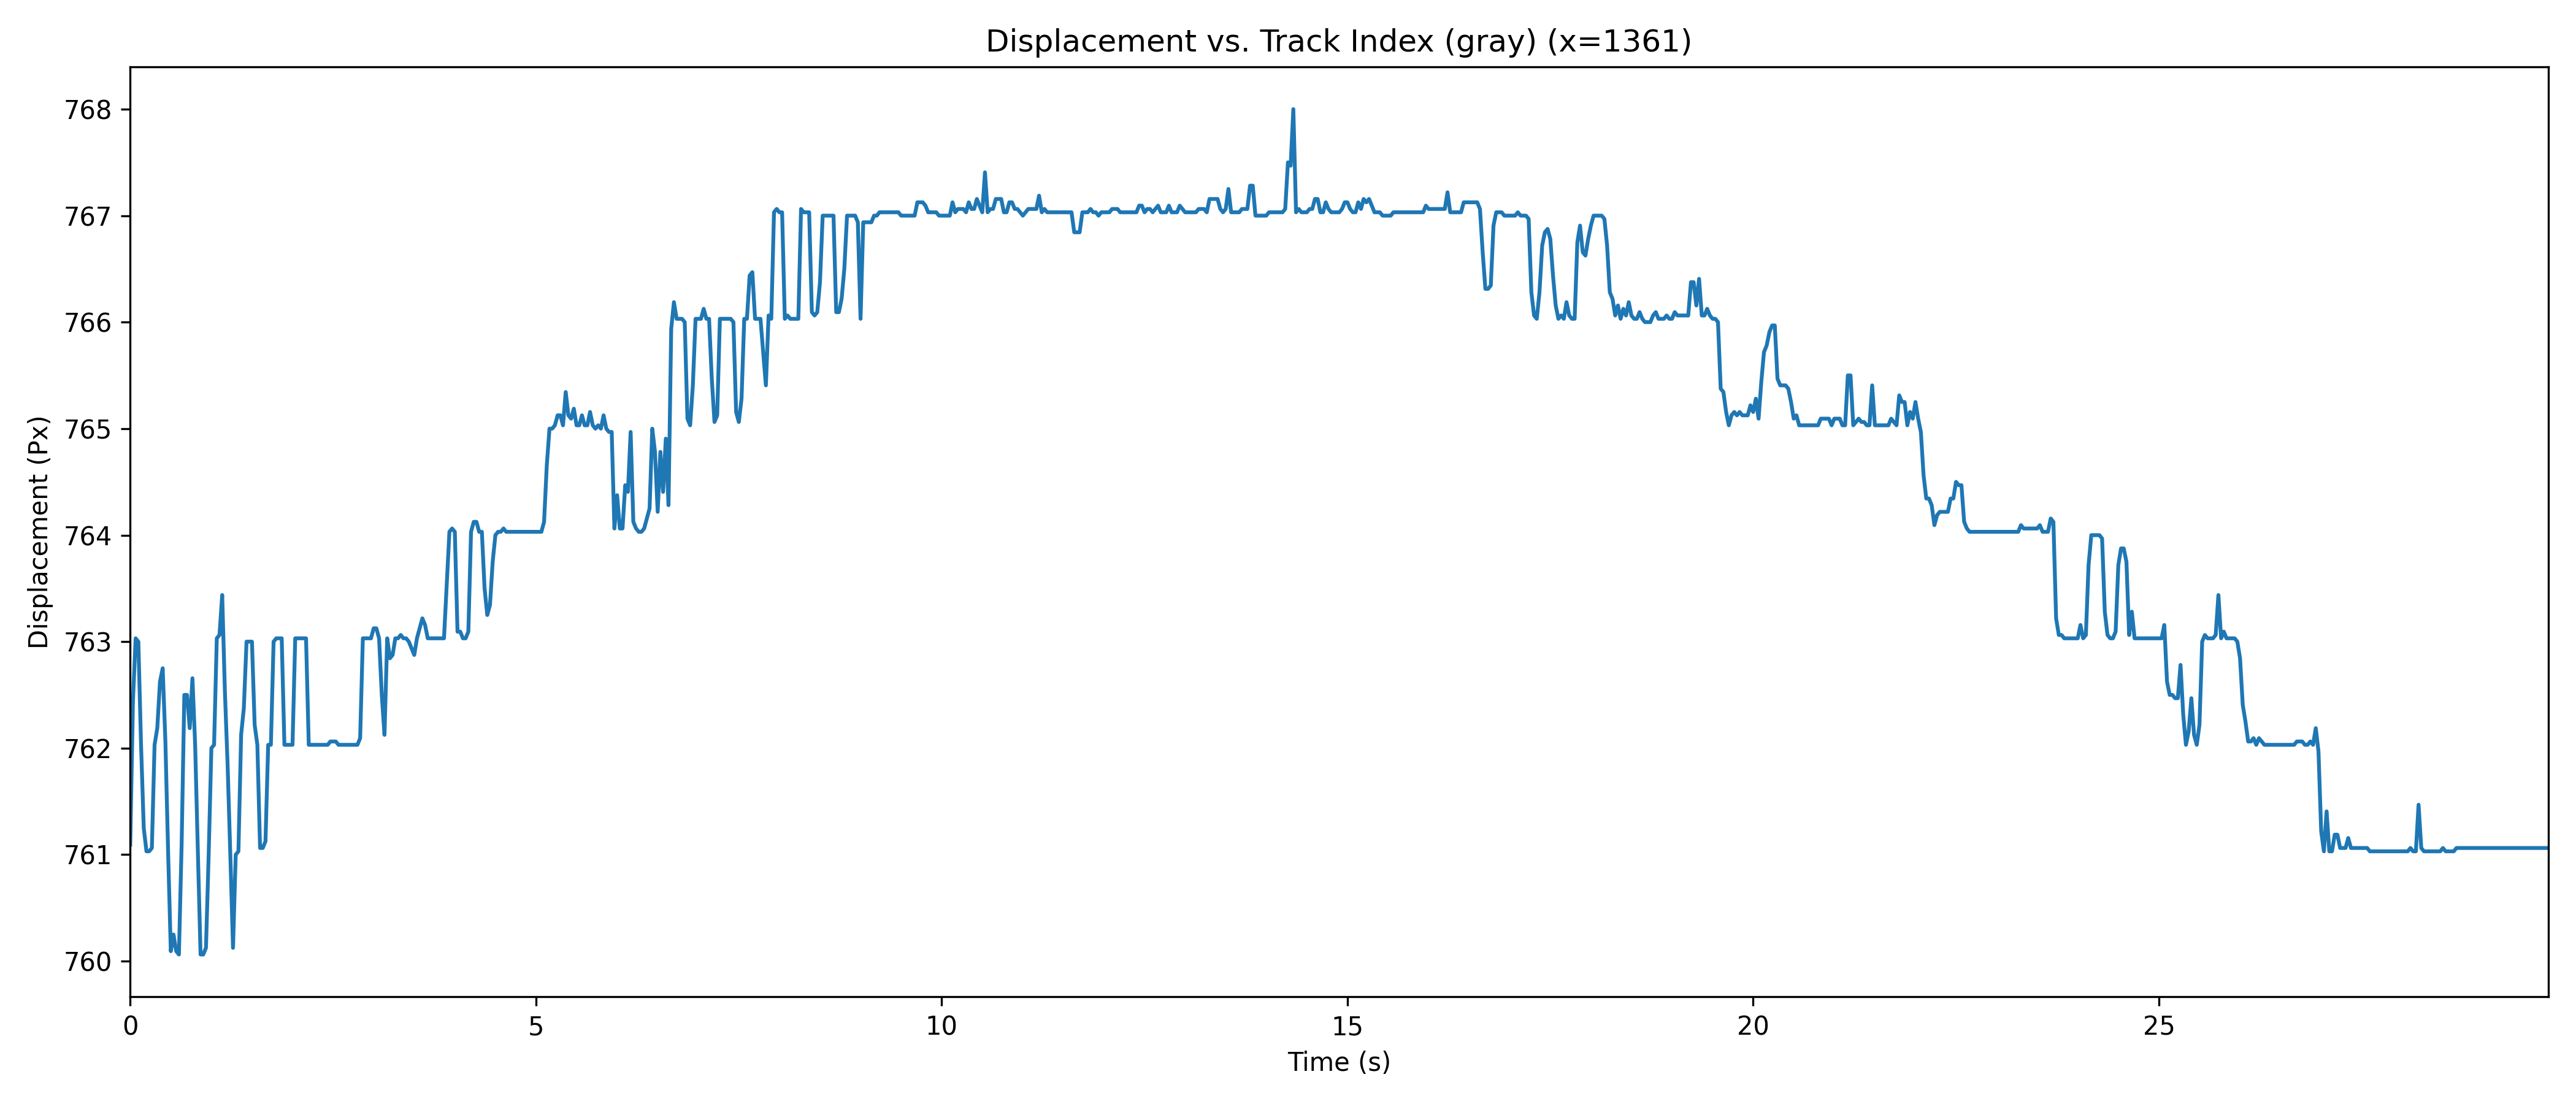 Displacement vs. Track Index (gray) (x=1361)
Displacement (Px)
768
767
766
765
764
763
762
761
760
0 5 10 15 20 25
Time (s)